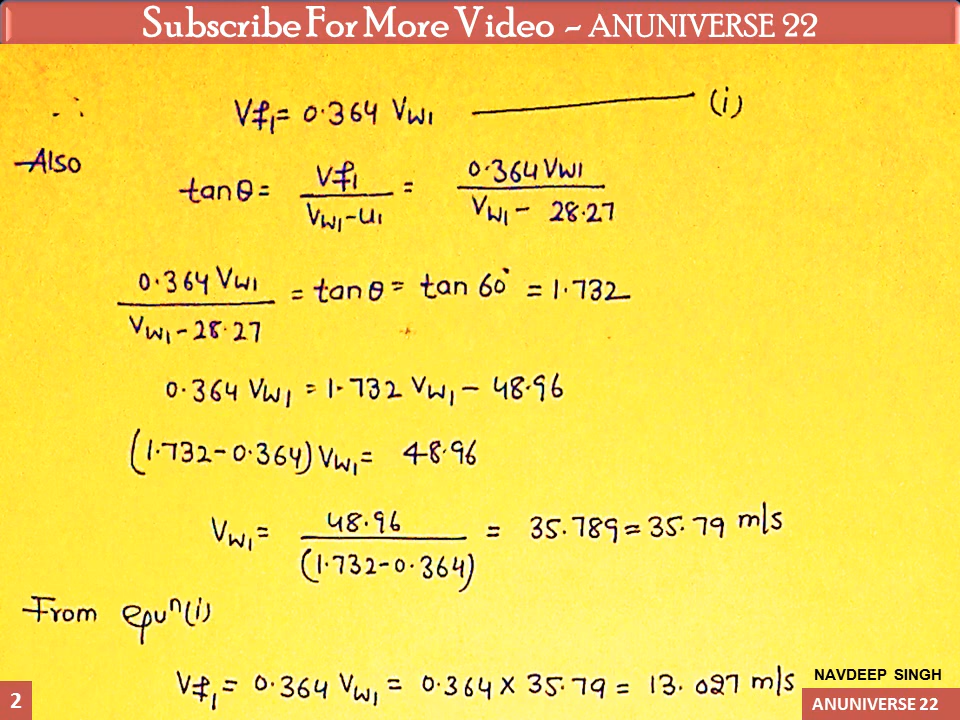 Subscribe For More Video - ANUNIVERSE 22
∴ Vf₁ = 0.364 Vw₁ ——— (i)
Also
tanθ = Vf₁ / (Vw₁ - u₁) = 0.364 Vw₁ / (Vw₁ - 28.27)
0.364 Vw₁ / (Vw₁ - 28.27) = tanθ = tan 60° = 1.732
0.364 Vw₁ = 1.732 Vw₁ - 48.96
(1.732-0.364) Vw₁ = 48.96
Vw₁ = 48.96 / (1.732-0.364) = 35.789 = 35.79 m/s
From equⁿ(i)
Vf₁ = 0.364 Vw₁ = 0.364 × 35.79 = 13.027 m/s
NAVDEEP SINGH
2
ANUNIVERSE 22